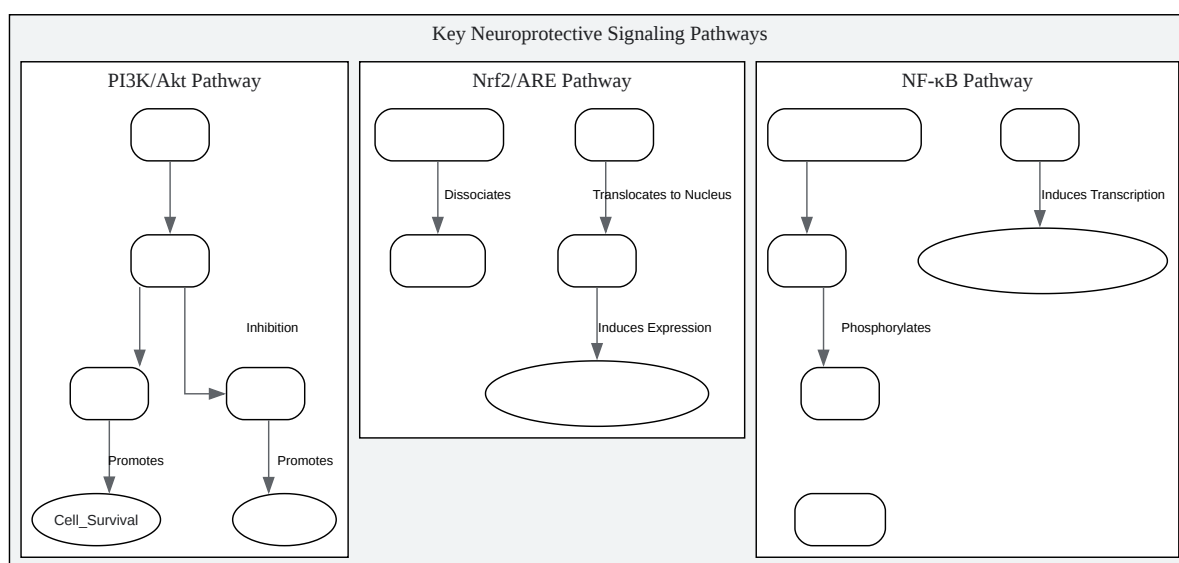 Key Neuroprotective Signaling Pathways
PI3K/Akt Pathway
Inhibition
Promotes
Promotes
Cell_Survival
Nrf2/ARE Pathway
Dissociates
Translocates to Nucleus
Induces Expression
NF-κB Pathway
Induces Transcription
Phosphorylates